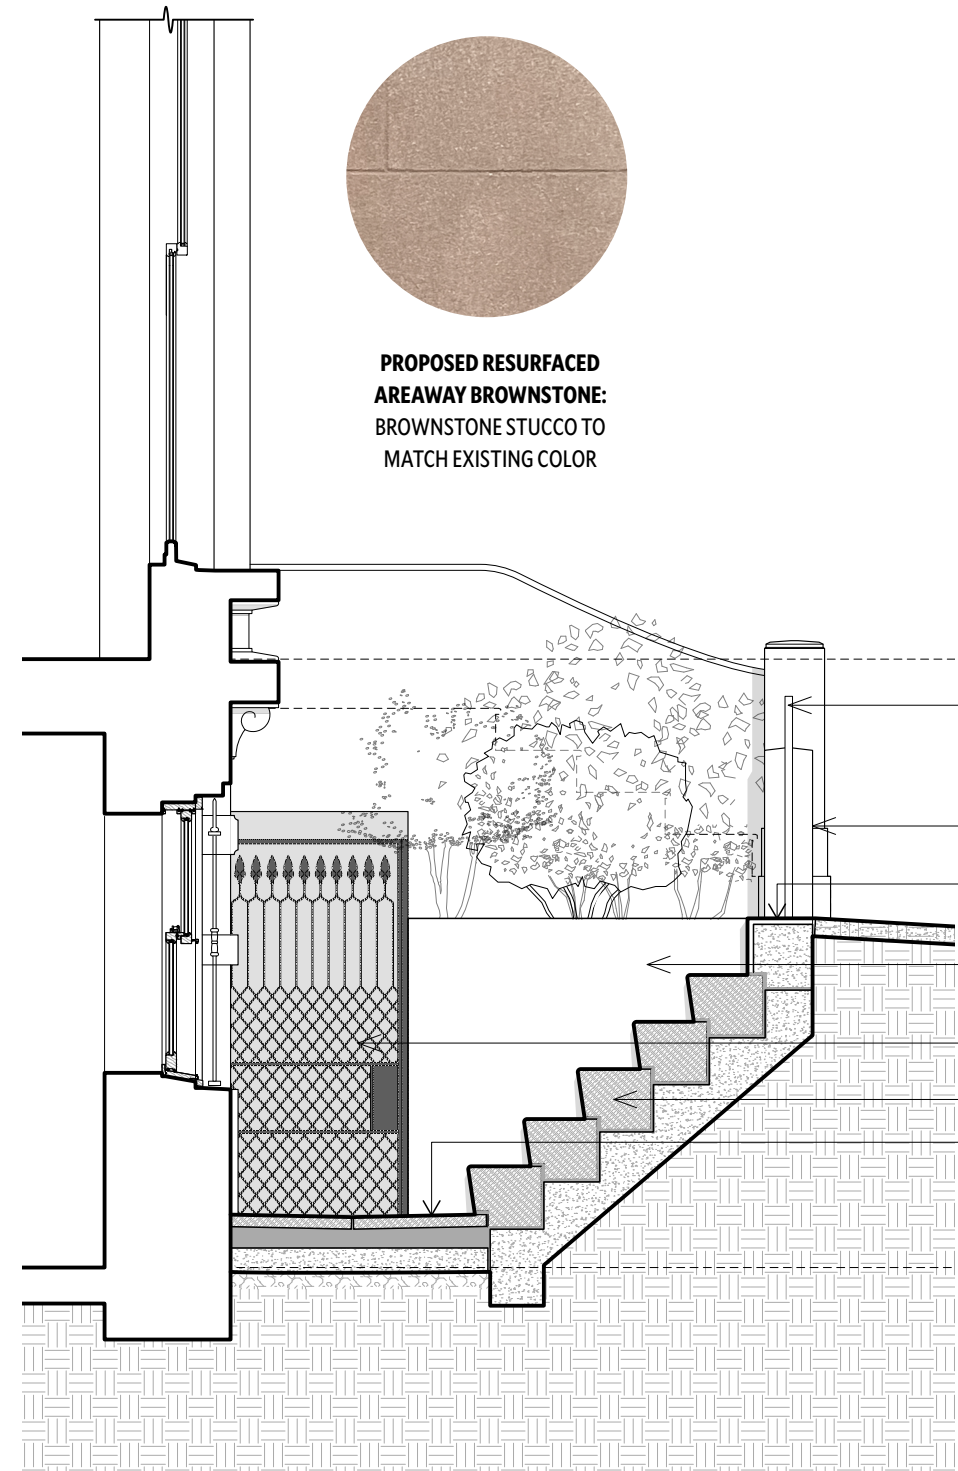 PROPOSED RESURFACED
AREAWAY BROWNSTONE:
BROWNSTONE STUCCO TO
MATCH EXISTING COLOR